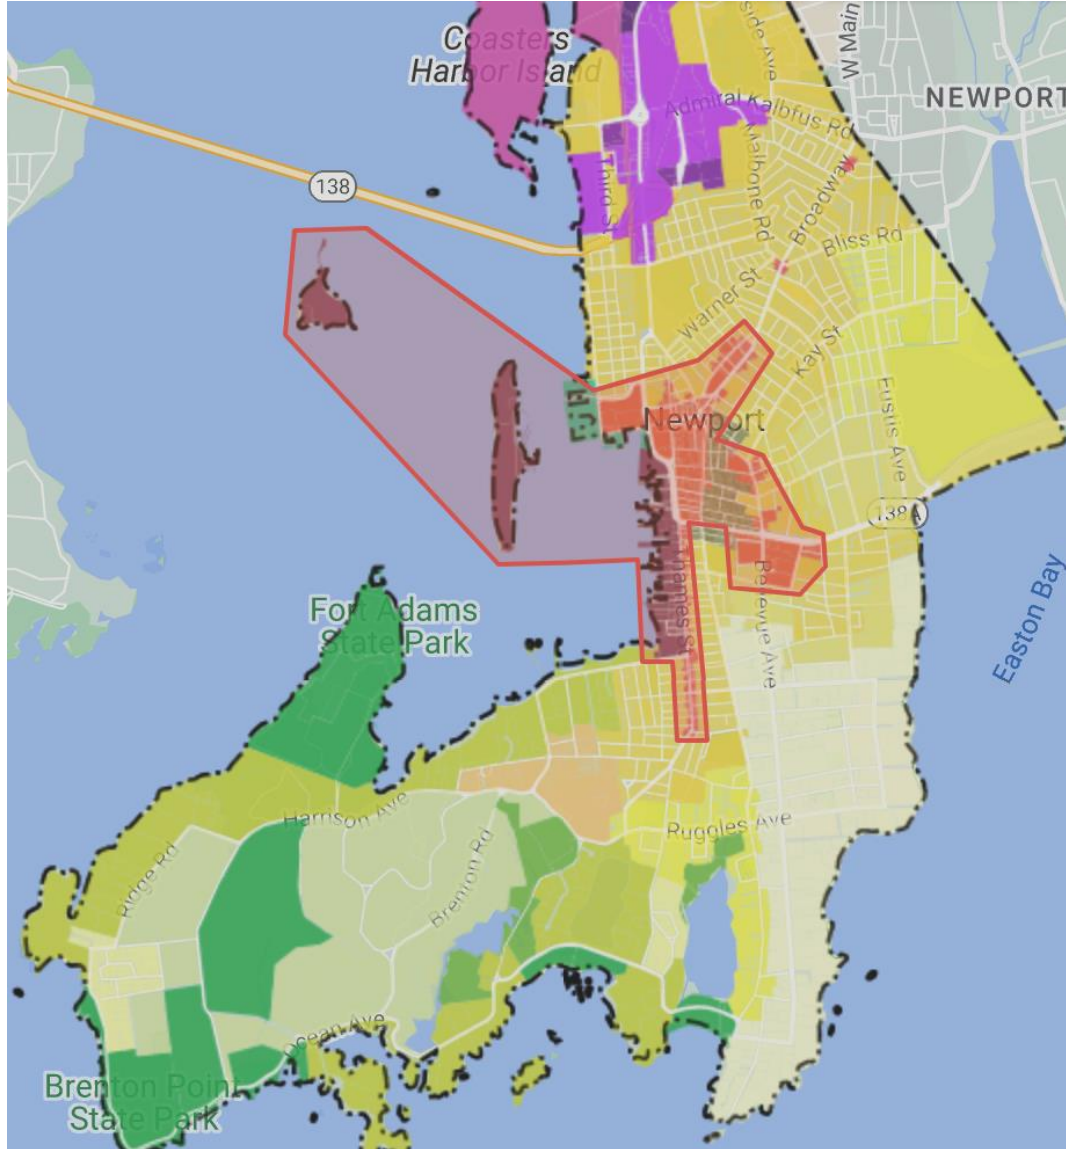 Coasters
Harbor Island
W Main
side Ave
NEWPORT
Admiral Kalbfus Rd
138
Third St
Malbone Rd
Broadway
Bliss Rd
Warner St
Kay St
Newport
Eustis Ave
138A
Thames St
Bellevue Ave
Easton Bay
Fort Adams
State Park
Harrison Ave
Ruggles Ave
Ridge Rd
Brenton Rd
Ocean Ave
Brenton Point
State Park